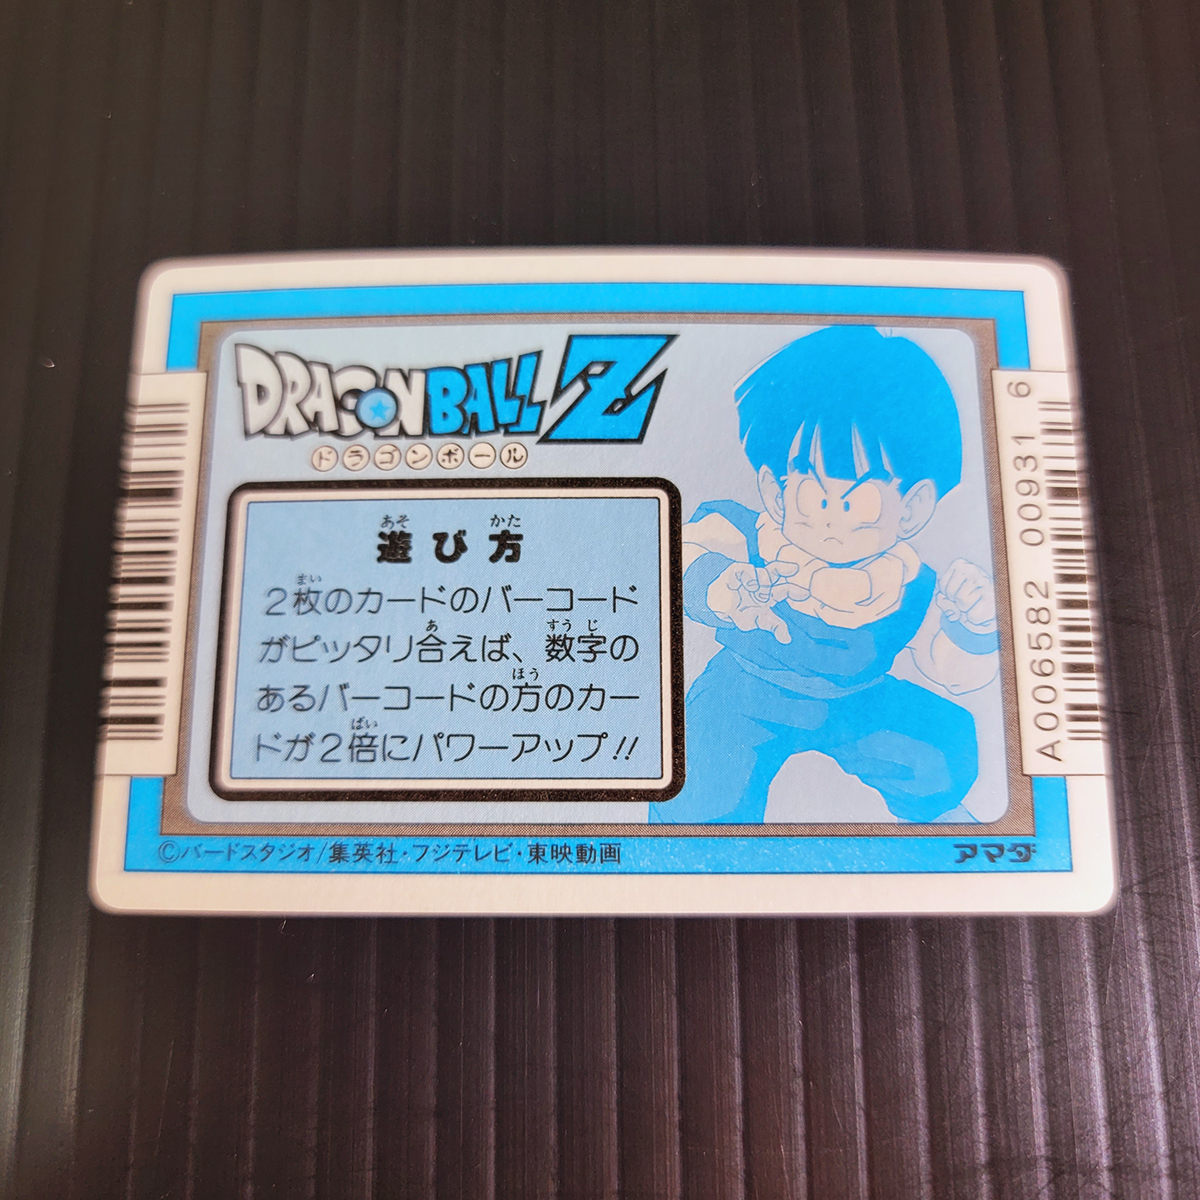 DRAGON BALL Z
ドラゴンボール
あそ かた
遊び方
まい
2枚のカードのバーコード
あ すうじ
がピッタリ合えば、数字の
ほう
あるバーコードの方のカー
ばい
ドが2倍にパワーアップ!!
A006582 00931 6
©バードスタジオ/集英社・フジテレビ・東映動画
アマダ